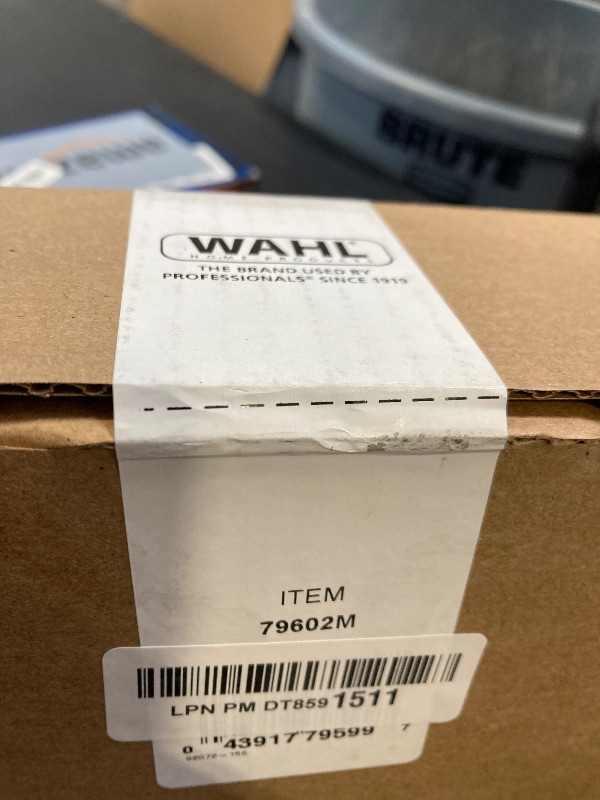 BRUTE
WAHL
HOME PRODUCTS
THE BRAND USED BY
PROFESSIONALS® SINCE 1919
ITEM
79602M
LPN PM DT859 1511
0 43917 79599 7